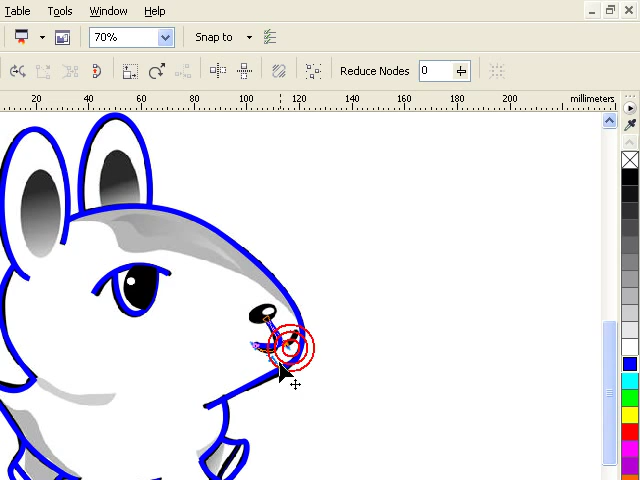 Table Tools Window Help
70% Snap to
Reduce Nodes 0
20 40 60 80 100 120 140 160 180 200 millimeters